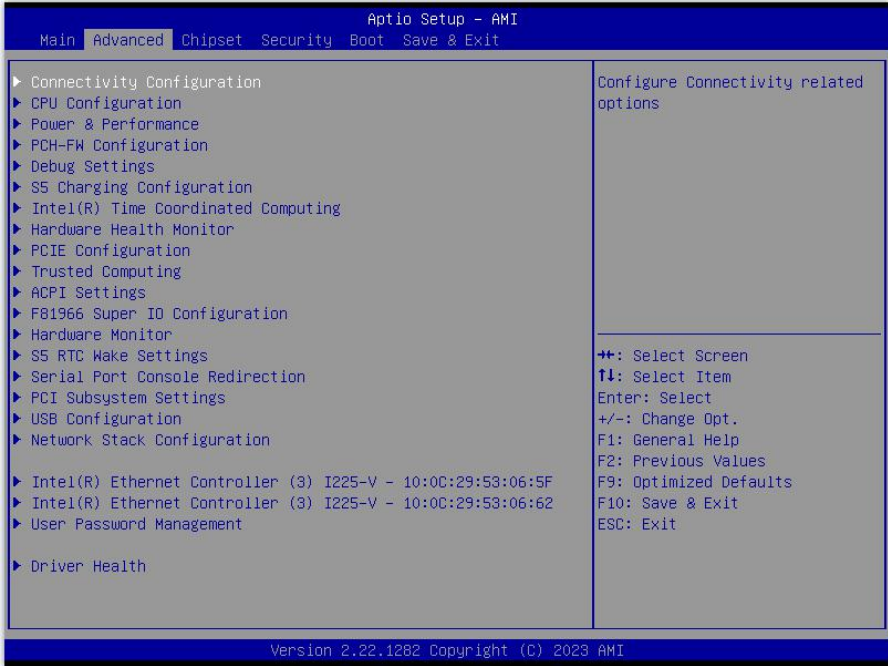 Aptio Setup – AMI
Main Advanced Chipset Security Boot Save & Exit
Connectivity Configuration
CPU Configuration
Power & Performance
PCH-FW Configuration
Debug Settings
S5 Charging Configuration
Intel(R) Time Coordinated Computing
Hardware Health Monitor
PCIE Configuration
Trusted Computing
ACPI Settings
F81966 Super IO Configuration
Hardware Monitor
S5 RTC Wake Settings
Serial Port Console Redirection
PCI Subsystem Settings
USB Configuration
Network Stack Configuration
Intel(R) Ethernet Controller (3) I225-V - 10:0C:29:53:06:5F
Intel(R) Ethernet Controller (3) I225-V - 10:0C:29:53:06:62
User Password Management
Driver Health
Configure Connectivity related
options
→←: Select Screen
↑↓: Select Item
Enter: Select
+/-: Change Opt.
F1: General Help
F2: Previous Values
F9: Optimized Defaults
F10: Save & Exit
ESC: Exit
Version 2.22.1282 Copyright (C) 2023 AMI